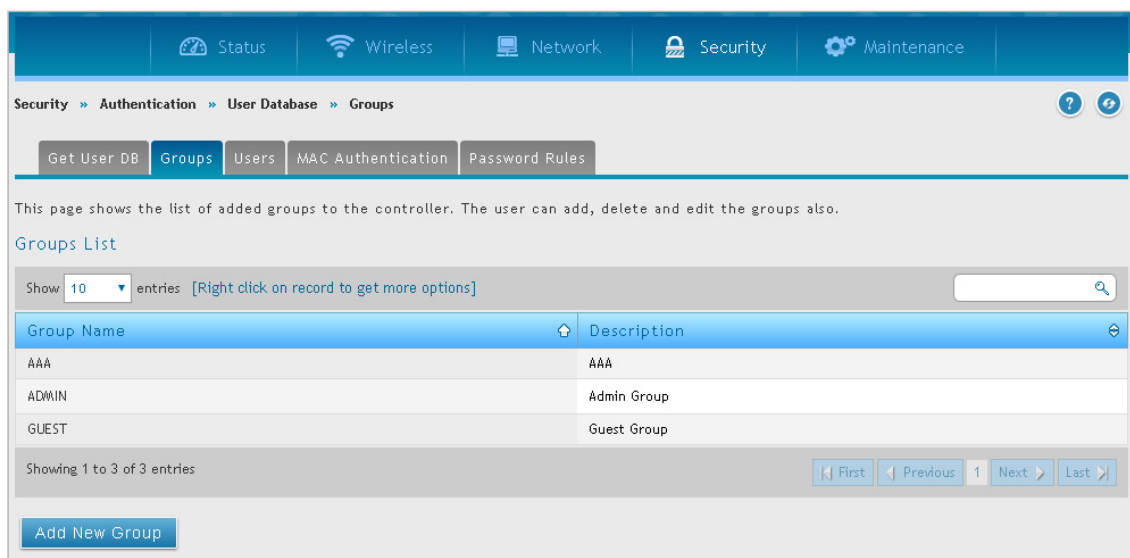 Status Wireless Network Security Maintenance
Security » Authentication » User Database » Groups
Get User DB Groups Users MAC Authentication Password Rules
This page shows the list of added groups to the controller. The user can add, delete and edit the groups also.
Groups List
Show 10 entries [Right click on record to get more options]
Group Name Description
AAA AAA
ADMIN Admin Group
GUEST Guest Group
Showing 1 to 3 of 3 entries First Previous 1 Next Last
Add New Group